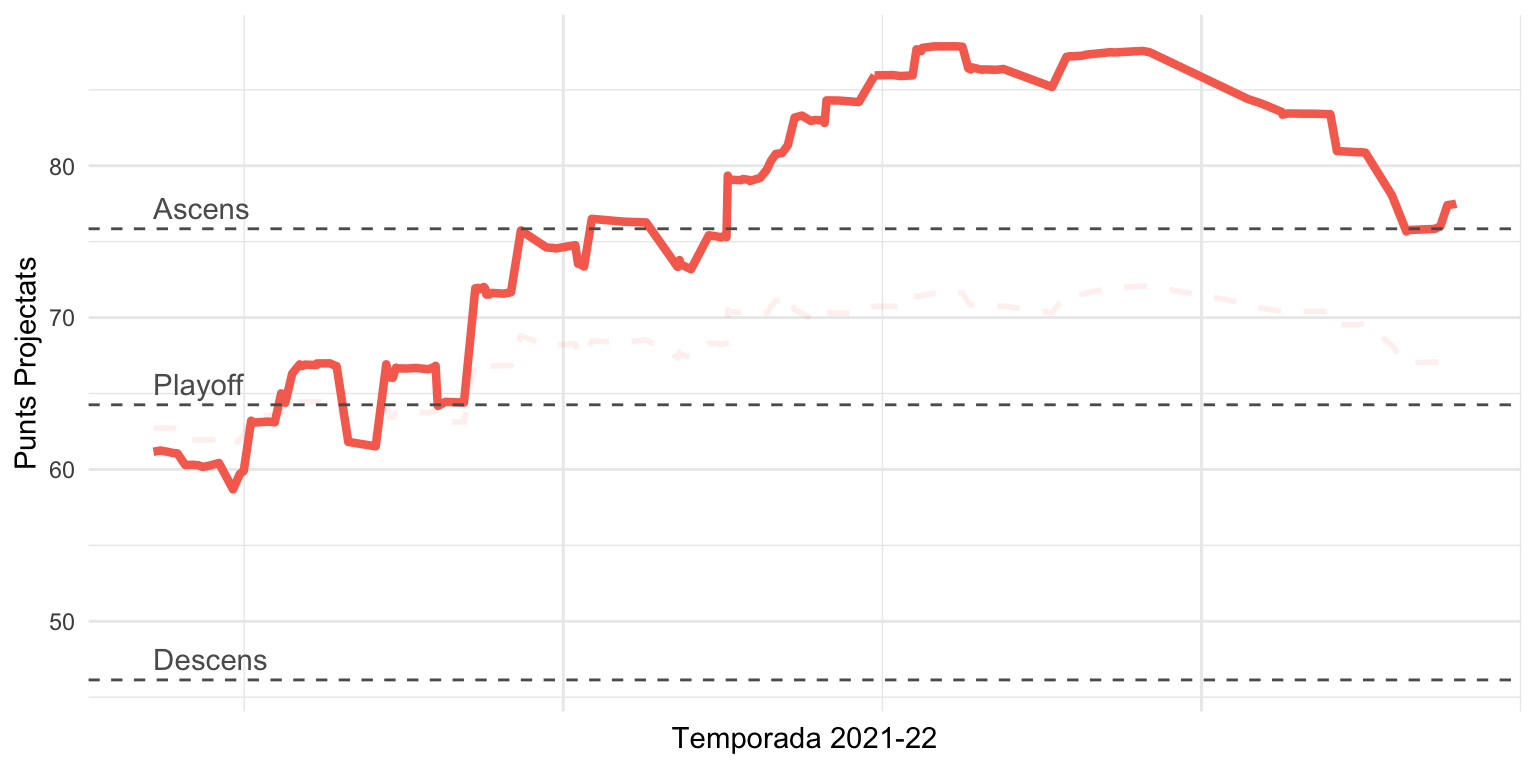 80
Ascens
70
Playoff
60
50
Descens
Punts Projectats
Temporada 2021-22